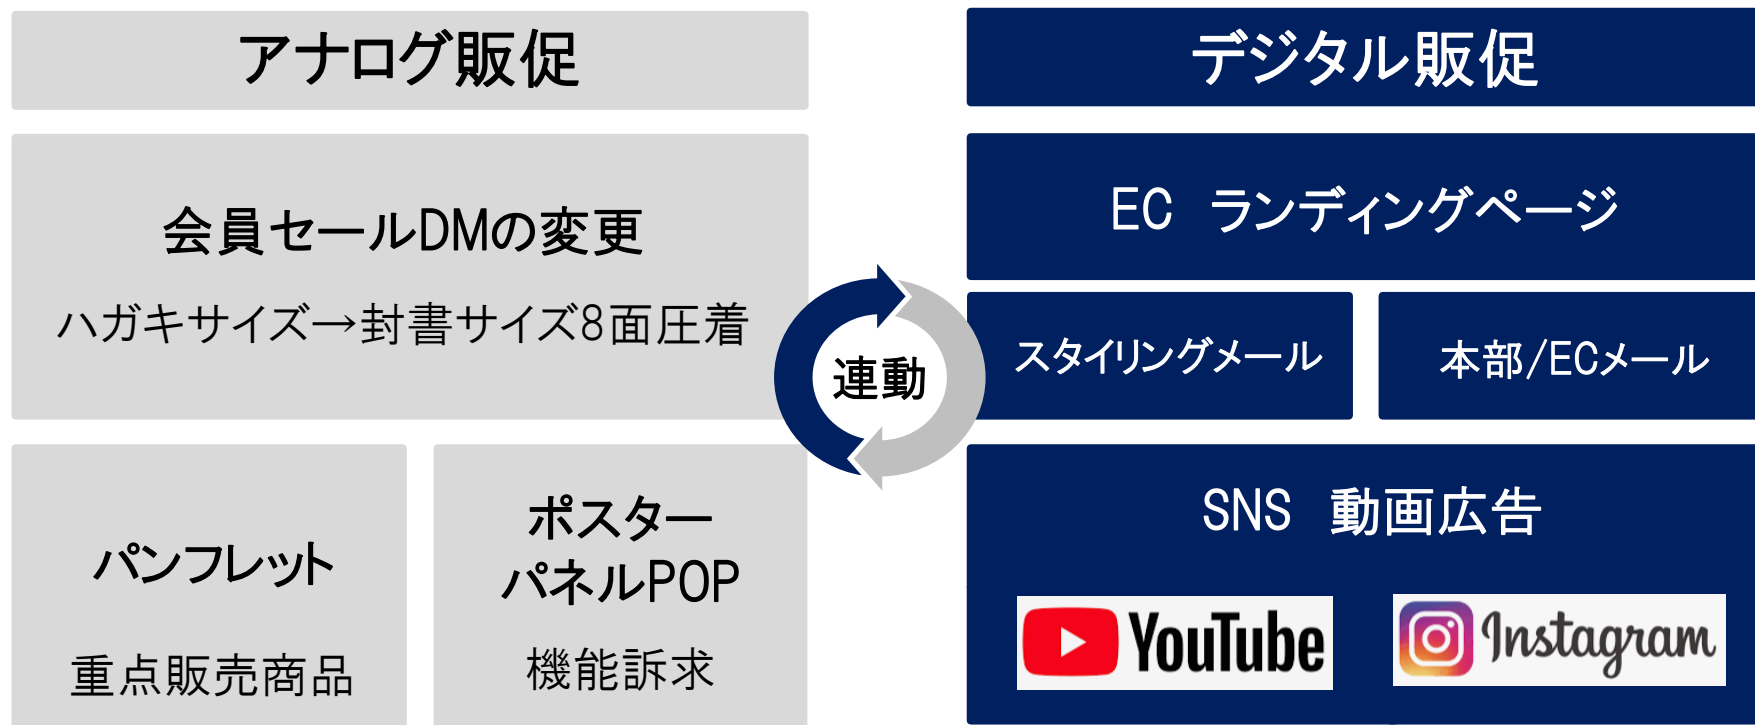 アナログ販促
会員セールDMの変更
ハガキサイズ→封書サイズ8面圧着
パンフレット
重点販売商品
ポスター
パネルPOP
機能訴求
連動
デジタル販促
EC　ランディングページ
スタイリングメール
本部/ECメール
SNS　動画広告
YouTube
Instagram